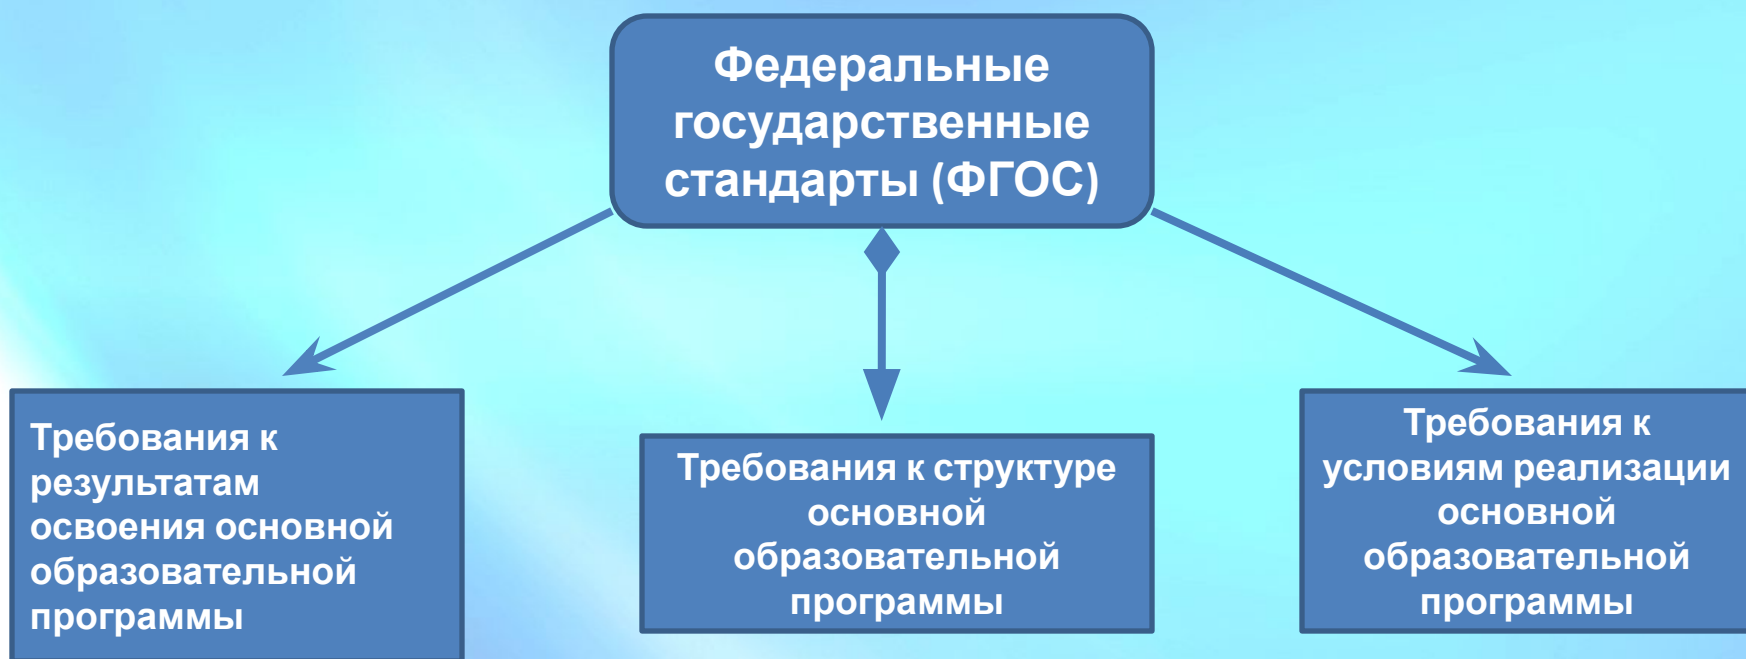 Федеральные
государственные
стандарты (ФГОС)
Требования к
результатам
освоения основной
образовательной
программы
Требования к структуре
основной
образовательной
программы
Требования к
условиям реализации
основной
образовательной
программы